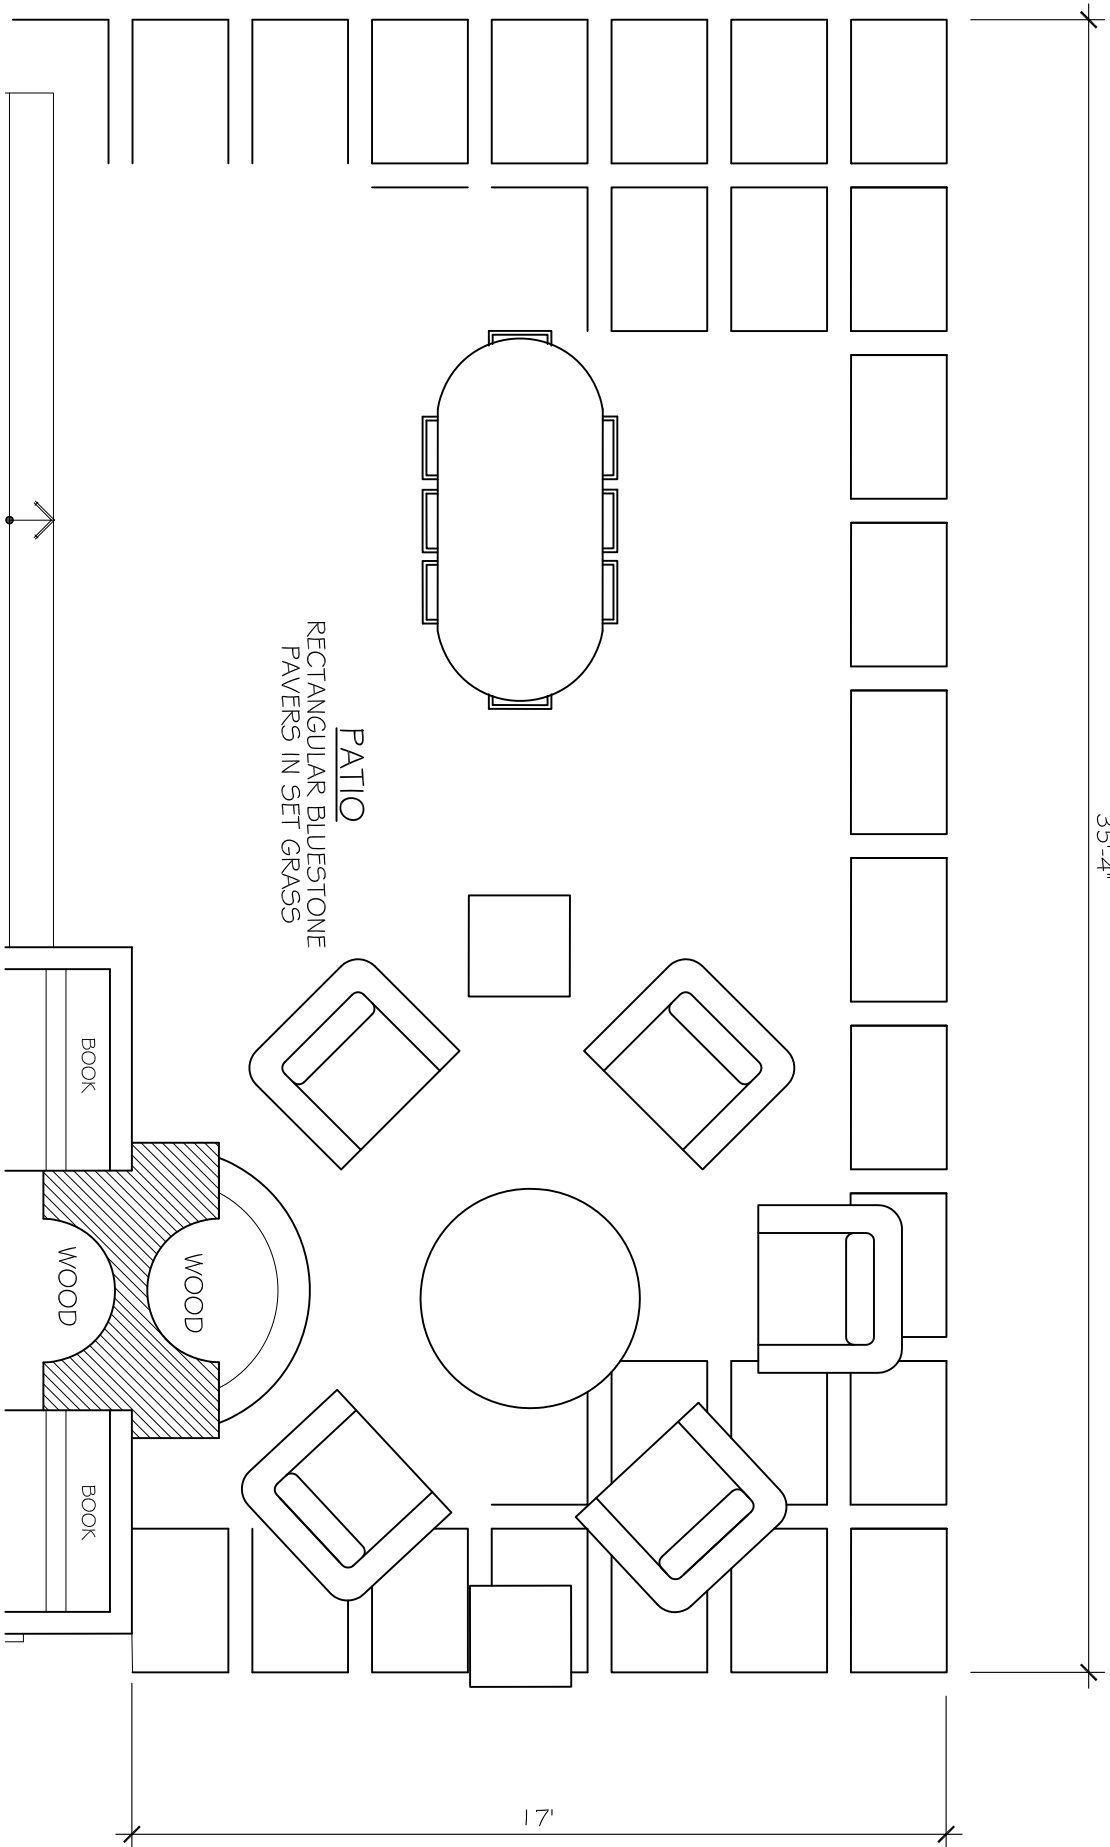 35'-4"
PATIO
RECTANGULAR BLUESTONE
PAVERS IN SET GRASS
BOOK
WOOD
WOOD
BOOK
17'